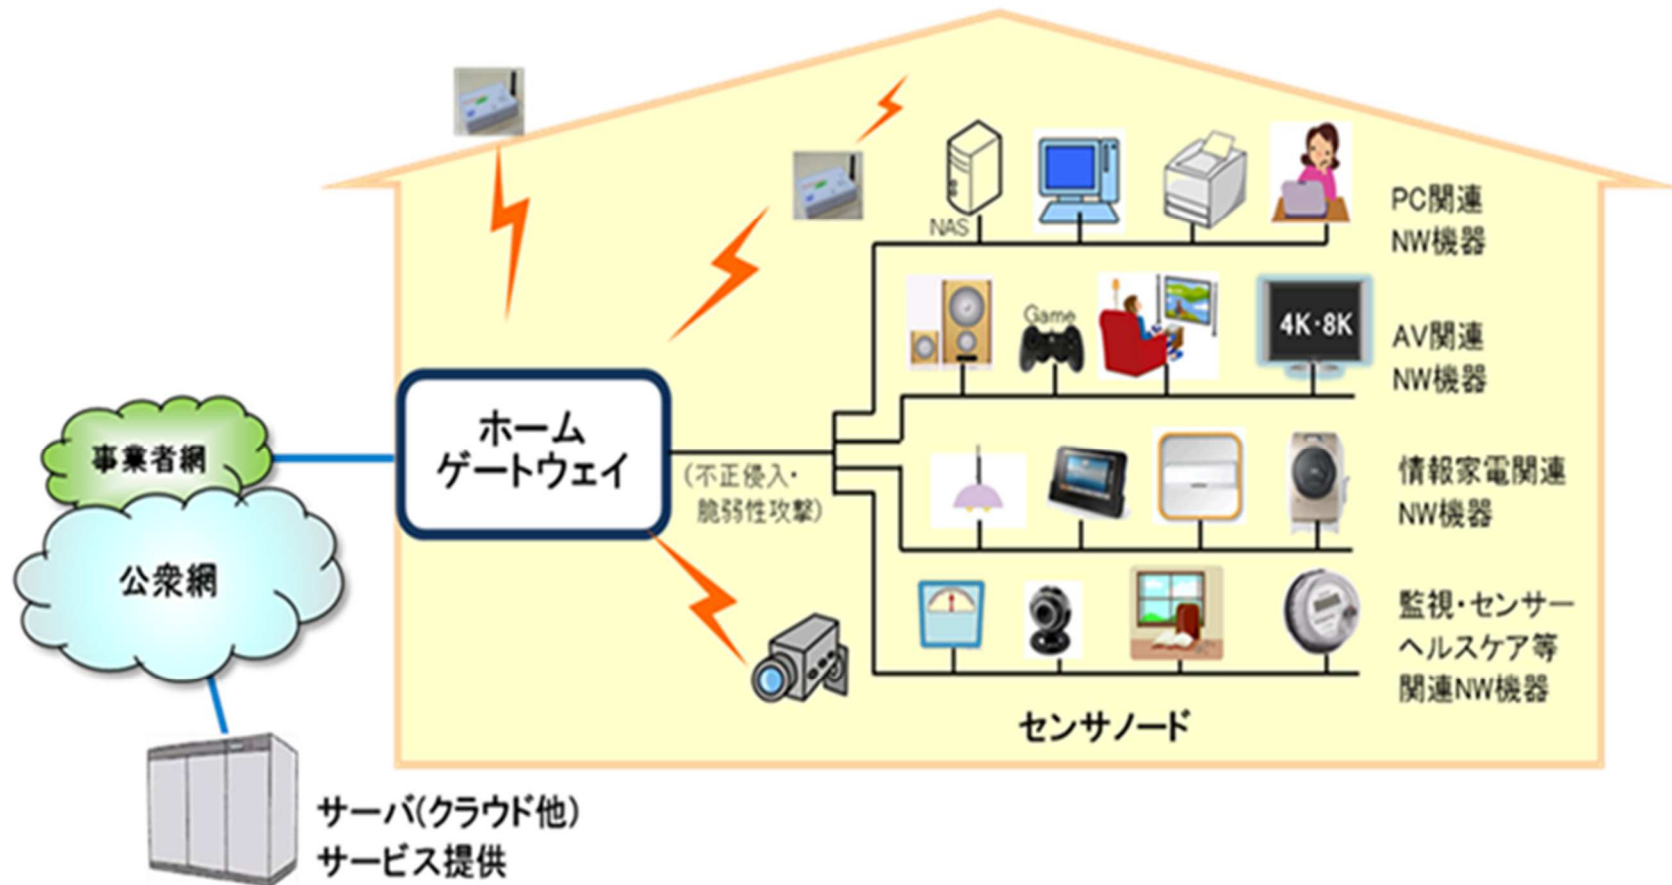 NAS
PC関連
NW機器
Game
4K・8K
AV関連
NW機器
ホーム
ゲートウェイ
事業者網
(不正侵入・
脆弱性攻撃)
情報家電関連
NW機器
公衆網
監視・センサー
ヘルスケア等
関連NW機器
センサノード
サーバ(クラウド他)
サービス提供